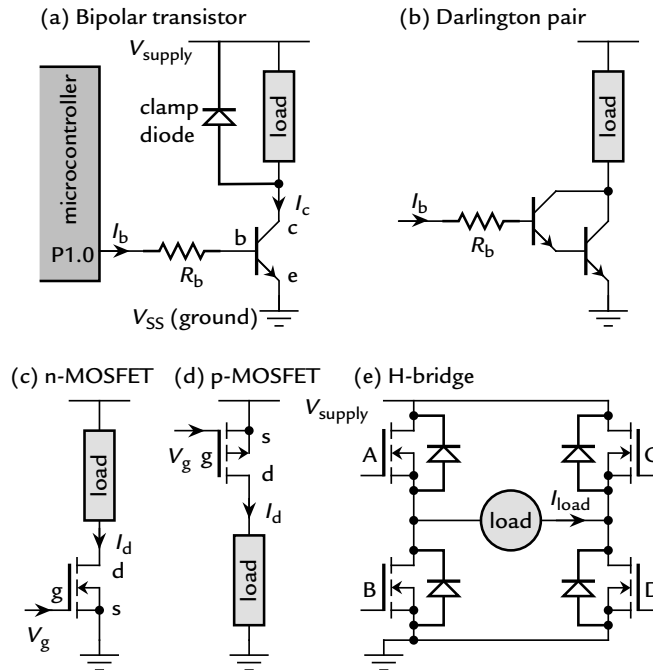 (a) Bipolar transistor
V_supply
microcontroller
P1.0
clamp
diode
load
I_c
c
I_b
b
R_b
e
V_SS (ground)
(b) Darlington pair
load
I_b
R_b
(c) n-MOSFET
load
I_d
d
g
s
V_g
(d) p-MOSFET
s
V_g
g
d
I_d
load
(e) H-bridge
V_supply
A
C
load
I_load
B
D